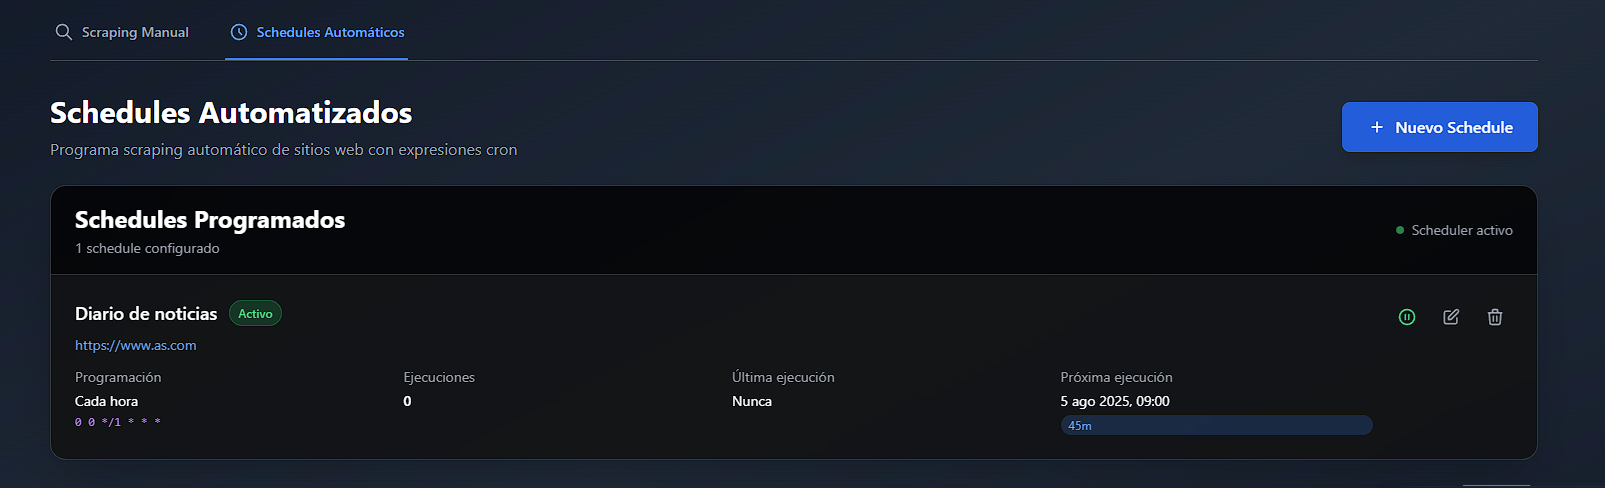 Scraping Manual
Schedules Automáticos
Schedules Automatizados
Programa scraping automático de sitios web con expresiones cron
+ Nuevo Schedule
Schedules Programados
1 schedule configurado
Scheduler activo
Diario de noticias
Activo
https://www.as.com
Programación
Cada hora
0 0 */1 * * *
Ejecuciones
0
Última ejecución
Nunca
Próxima ejecución
5 ago 2025, 09:00
45m